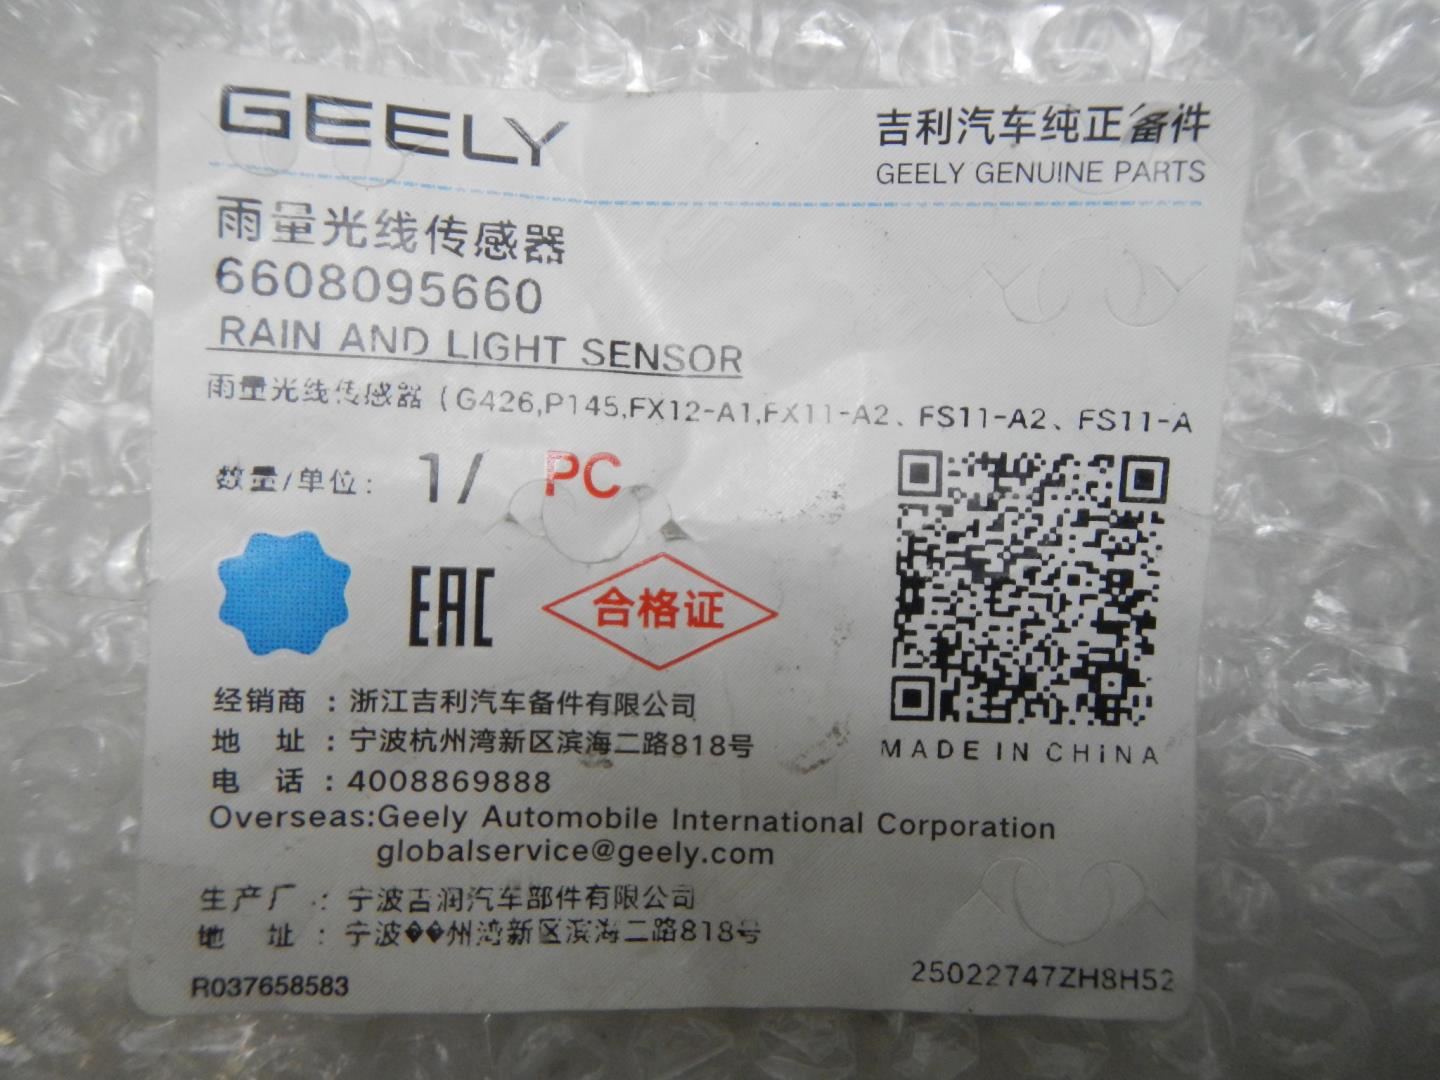 GEELY
吉利汽车纯正备件
GEELY GENUINE PARTS
雨量光线传感器
6608095660
RAIN AND LIGHT SENSOR
雨量光线传感器 (G426,P145,FX12-A1,FX11-A2、FS11-A2、FS11-A
数量/单位: 1/ PC
EAC
合格证
MADE IN CHINA
经销商 : 浙江吉利汽车备件有限公司
地 址 : 宁波杭州湾新区滨海二路818号
电 话 : 4008869888
Overseas:Geely Automobile International Corporation
globalservice@geely.com
生产厂 : 宁波吉润汽车部件有限公司
地 址 : 宁波��州湾新区滨海二路818号
R037658583
25022747ZH8H52